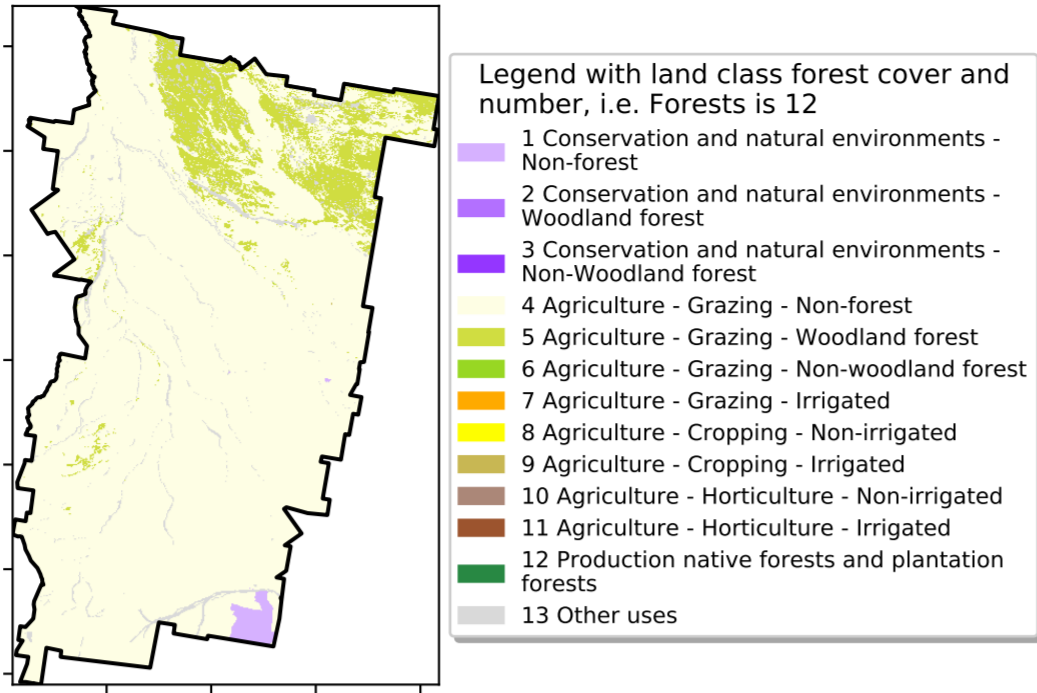 Legend with land class forest cover and
number, i.e. Forests is 12
1 Conservation and natural environments -
Non-forest
2 Conservation and natural environments -
Woodland forest
3 Conservation and natural environments -
Non-Woodland forest
4 Agriculture - Grazing - Non-forest
5 Agriculture - Grazing - Woodland forest
6 Agriculture - Grazing - Non-woodland forest
7 Agriculture - Grazing - Irrigated
8 Agriculture - Cropping - Non-irrigated
9 Agriculture - Cropping - Irrigated
10 Agriculture - Horticulture - Non-irrigated
11 Agriculture - Horticulture - Irrigated
12 Production native forests and plantation
forests
13 Other uses